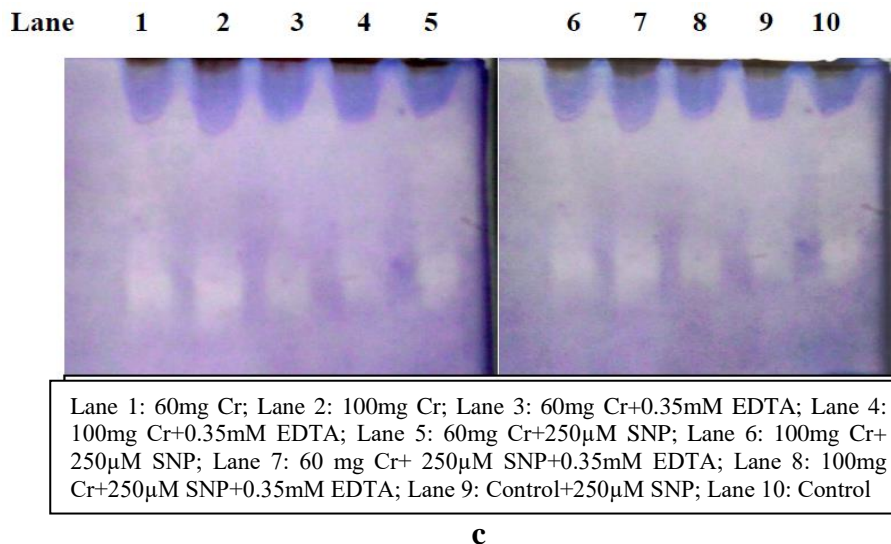 Lane 1 2 3 4 5 6 7 8 9 10
Lane 1: 60mg Cr; Lane 2: 100mg Cr; Lane 3: 60mg Cr+0.35mM EDTA; Lane 4:
100mg Cr+0.35mM EDTA; Lane 5: 60mg Cr+250µM SNP; Lane 6: 100mg Cr+
250µM SNP; Lane 7: 60 mg Cr+ 250µM SNP+0.35mM EDTA; Lane 8: 100mg
Cr+250µM SNP+0.35mM EDTA; Lane 9: Control+250µM SNP; Lane 10: Control
c